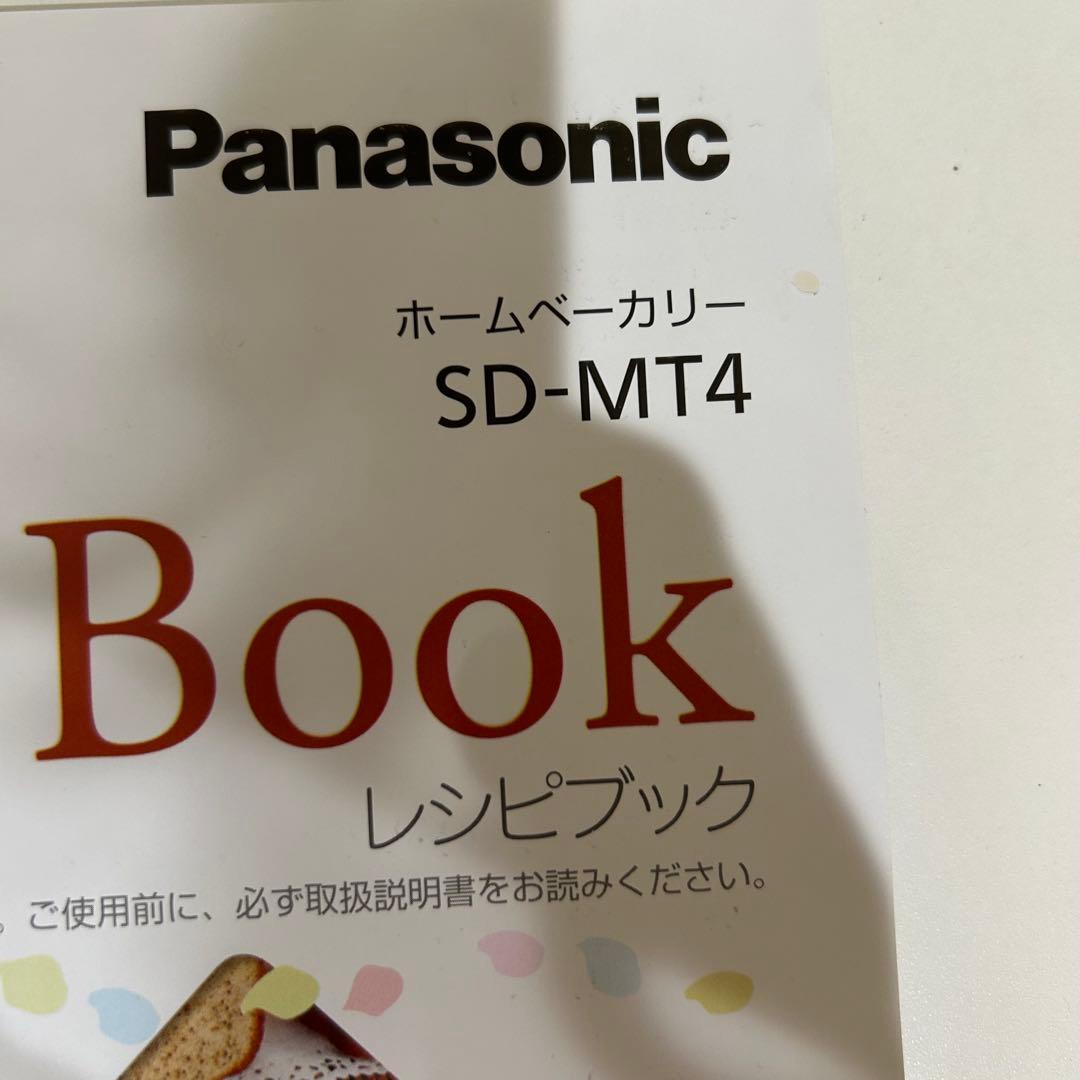 Panasonic
ホームベーカリー
SD-MT4
Book
レシピブック
。ご使用前に、必ず取扱説明書をお読みください。